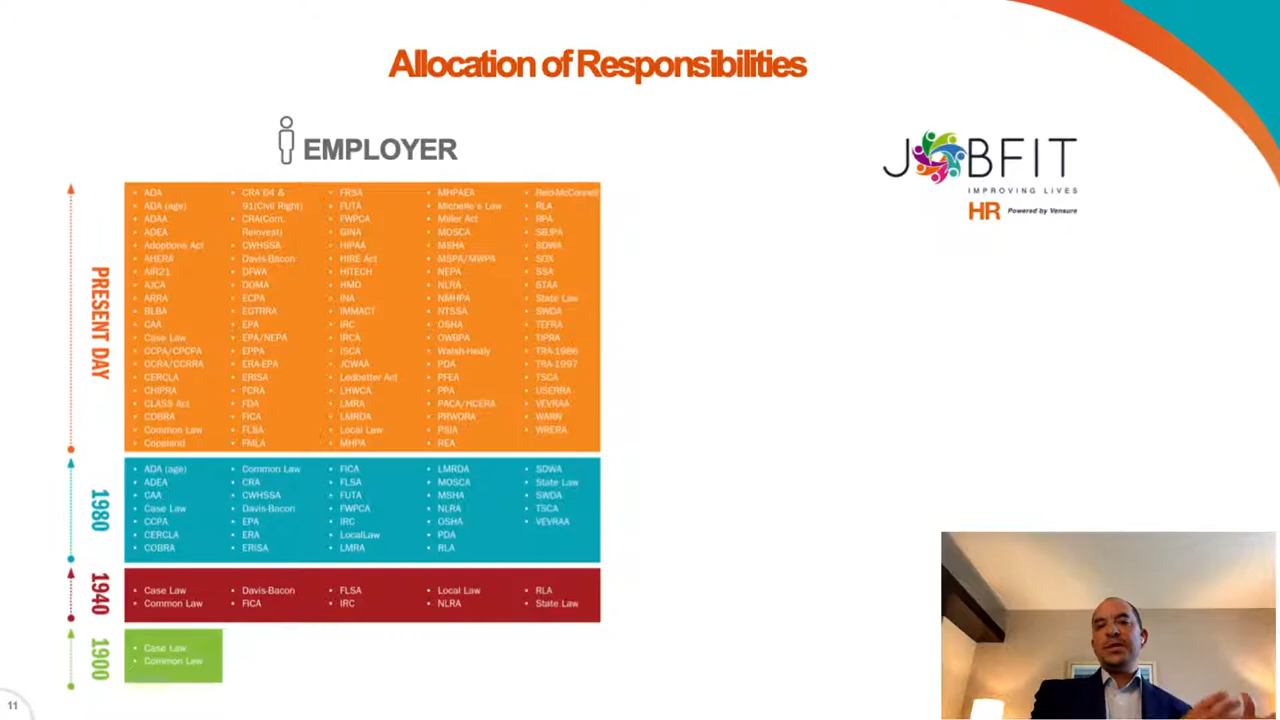 Allocation of Responsibilities
EMPLOYER
JOBFIT
IMPROVING LIVES
HR Powered by Vensure
PRESENT DAY
• ADA
• ADA (age)
• ADAA
• ADEA
• Adoptions Act
• AHERA
• AIR21
• AJCA
• ARRA
• BLBA
• CAA
• Case Law
• CCPA/CPCPA
• CCRA/CCRRA
• CERCLA
• CHIPRA
• CLASS Act
• COBRA
• Common Law
• Copeland
• CRA 64 &
91(Civil Right)
• CRA(Com.
Reinvest)
• CWHSSA
• Davis-Bacon
• DFWA
• DOMA
• ECPA
• EGTRRA
• EPA
• EPA/NEPA
• EPPA
• ERA-EPA
• ERISA
• FCRA
• FDA
• FICA
• FLSA
• FMLA
• FRSA
• FUTA
• FWPCA
• GINA
• HIPAA
• HIRE Act
• HITECH
• HMO
• INA
• IMMACT
• IRC
• IRCA
• ISCA
• JCWAA
• Ledbetter Act
• LHWCA
• LMRA
• LMRDA
• Local Law
• MHPA
• MHPAEA
• Michelle's Law
• Miller Act
• MOSCA
• MSHA
• MSPA/MWPA
• NEPA
• NLRA
• NMHPA
• NTSSA
• OSHA
• OWBPA
• Walsh-Healy
• PDA
• PFEA
• PPA
• PACA/HCERA
• PRWORA
• PSIA
• REA
• Reid-McConnell
• RLA
• RPA
• SBJPA
• SDWA
• SOX
• SSA
• STAA
• State Law
• SWDA
• TEFRA
• TIPRA
• TRA-1986
• TRA-1997
• TSCA
• USERRA
• VEVRAA
• WARN
• WRERA
1980
• ADA (age)
• ADEA
• CAA
• Case Law
• CCPA
• CERCLA
• COBRA
• Common Law
• CRA
• CWHSSA
• Davis-Bacon
• EPA
• ERA
• ERISA
• FICA
• FLSA
• FUTA
• FWPCA
• IRC
• LocalLaw
• LMRA
• LMRDA
• MOSCA
• MSHA
• NLRA
• OSHA
• PDA
• RLA
• SDWA
• State Law
• SWDA
• TSCA
• VEVRAA
1940
• Case Law
• Common Law
• Davis-Bacon
• FICA
• FLSA
• IRC
• Local Law
• NLRA
• RLA
• State Law
1900
• Case Law
• Common Law
11